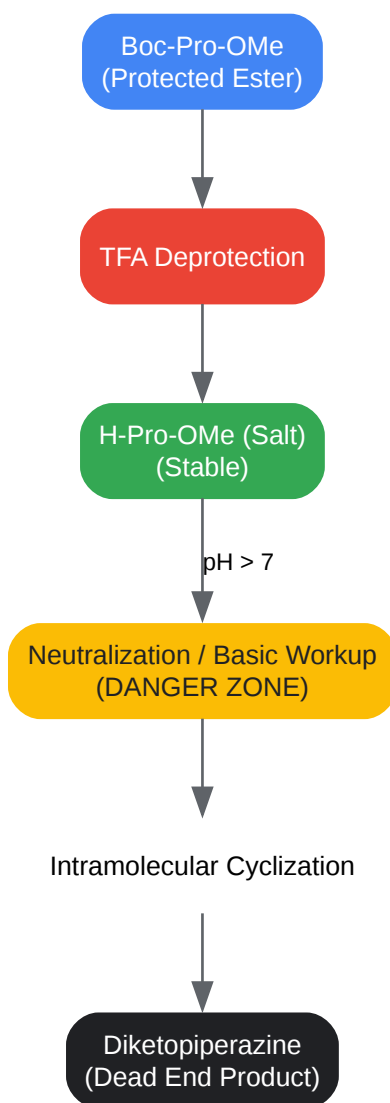 Boc-Pro-OMe
(Protected Ester)
TFA Deprotection
H-Pro-OMe (Salt)
(Stable)
pH > 7
Neutralization / Basic Workup
(DANGER ZONE)
Intramolecular Cyclization
Diketopiperazine
(Dead End Product)